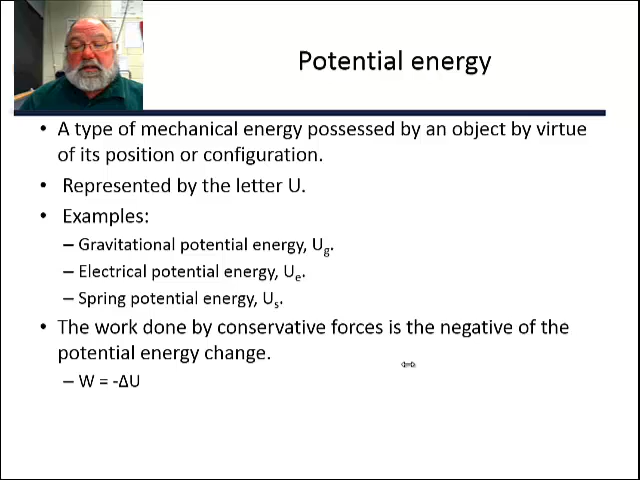 Potential energy
• A type of mechanical energy possessed by an object by virtue
of its position or configuration.
• Represented by the letter U.
• Examples:
– Gravitational potential energy, Ug.
– Electrical potential energy, Ue.
– Spring potential energy, Us.
• The work done by conservative forces is the negative of the
potential energy change.
– W = -ΔU